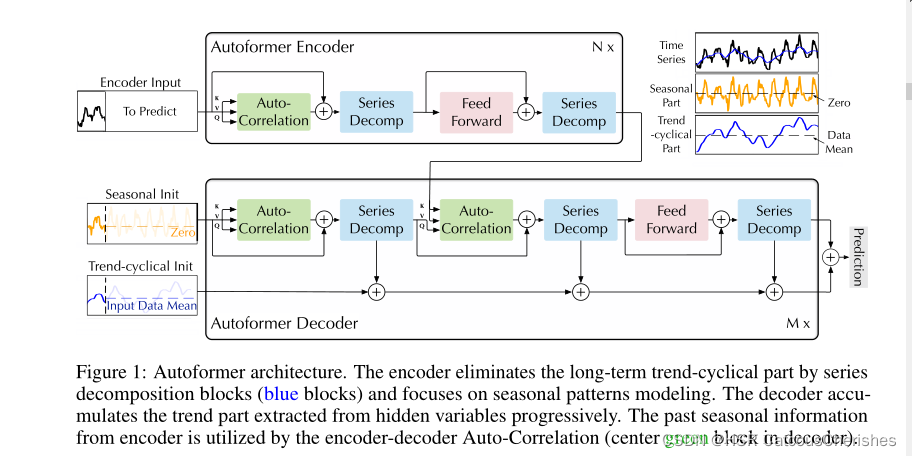 Autoformer Encoder
N x
Time
Series
Encoder Input
To Predict
K
V
Q
Auto-
Correlation
Series
Decomp
Feed
Forward
Series
Decomp
Seasonal
Part
Zero
Trend
-cyclical
Part
Data
Mean
Seasonal Init
Zero
K
V
Q
Auto-
Correlation
Series
Decomp
K
V
Q
Auto-
Correlation
Series
Decomp
Feed
Forward
Series
Decomp
Prediction
Trend-cyclical Init
Input Data Mean
Autoformer Decoder
M x
Figure 1: Autoformer architecture. The encoder eliminates the long-term trend-cyclical part by series
decomposition blocks (blue blocks) and focuses on seasonal patterns modeling. The decoder accu-
mulates the trend part extracted from hidden variables progressively. The past seasonal information
from encoder is utilized by the encoder-decoder Auto-Correlation (center green block in decoder).
CSDN